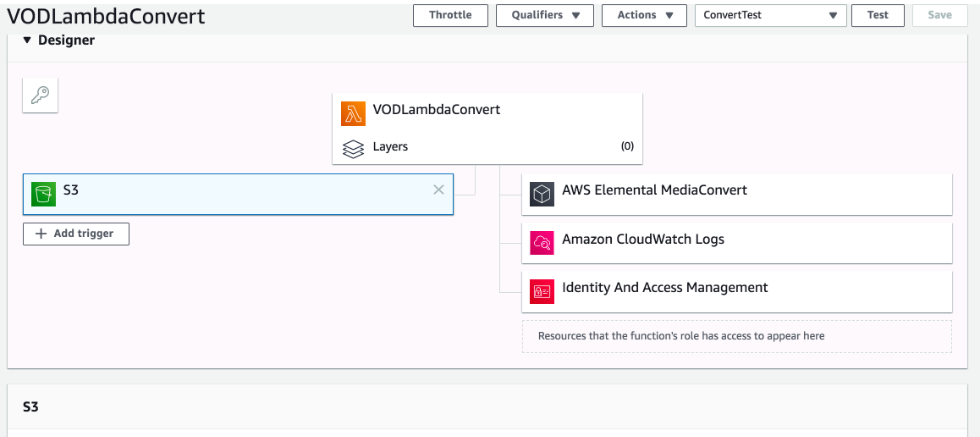 VODLambdaConvert
Throttle
Qualifiers
Actions
ConvertTest
Test
Save
Designer
VODLambdaConvert
Layers
(0)
S3
Add trigger
AWS Elemental MediaConvert
Amazon CloudWatch Logs
Identity And Access Management
Resources that the function's role has access to appear here
S3